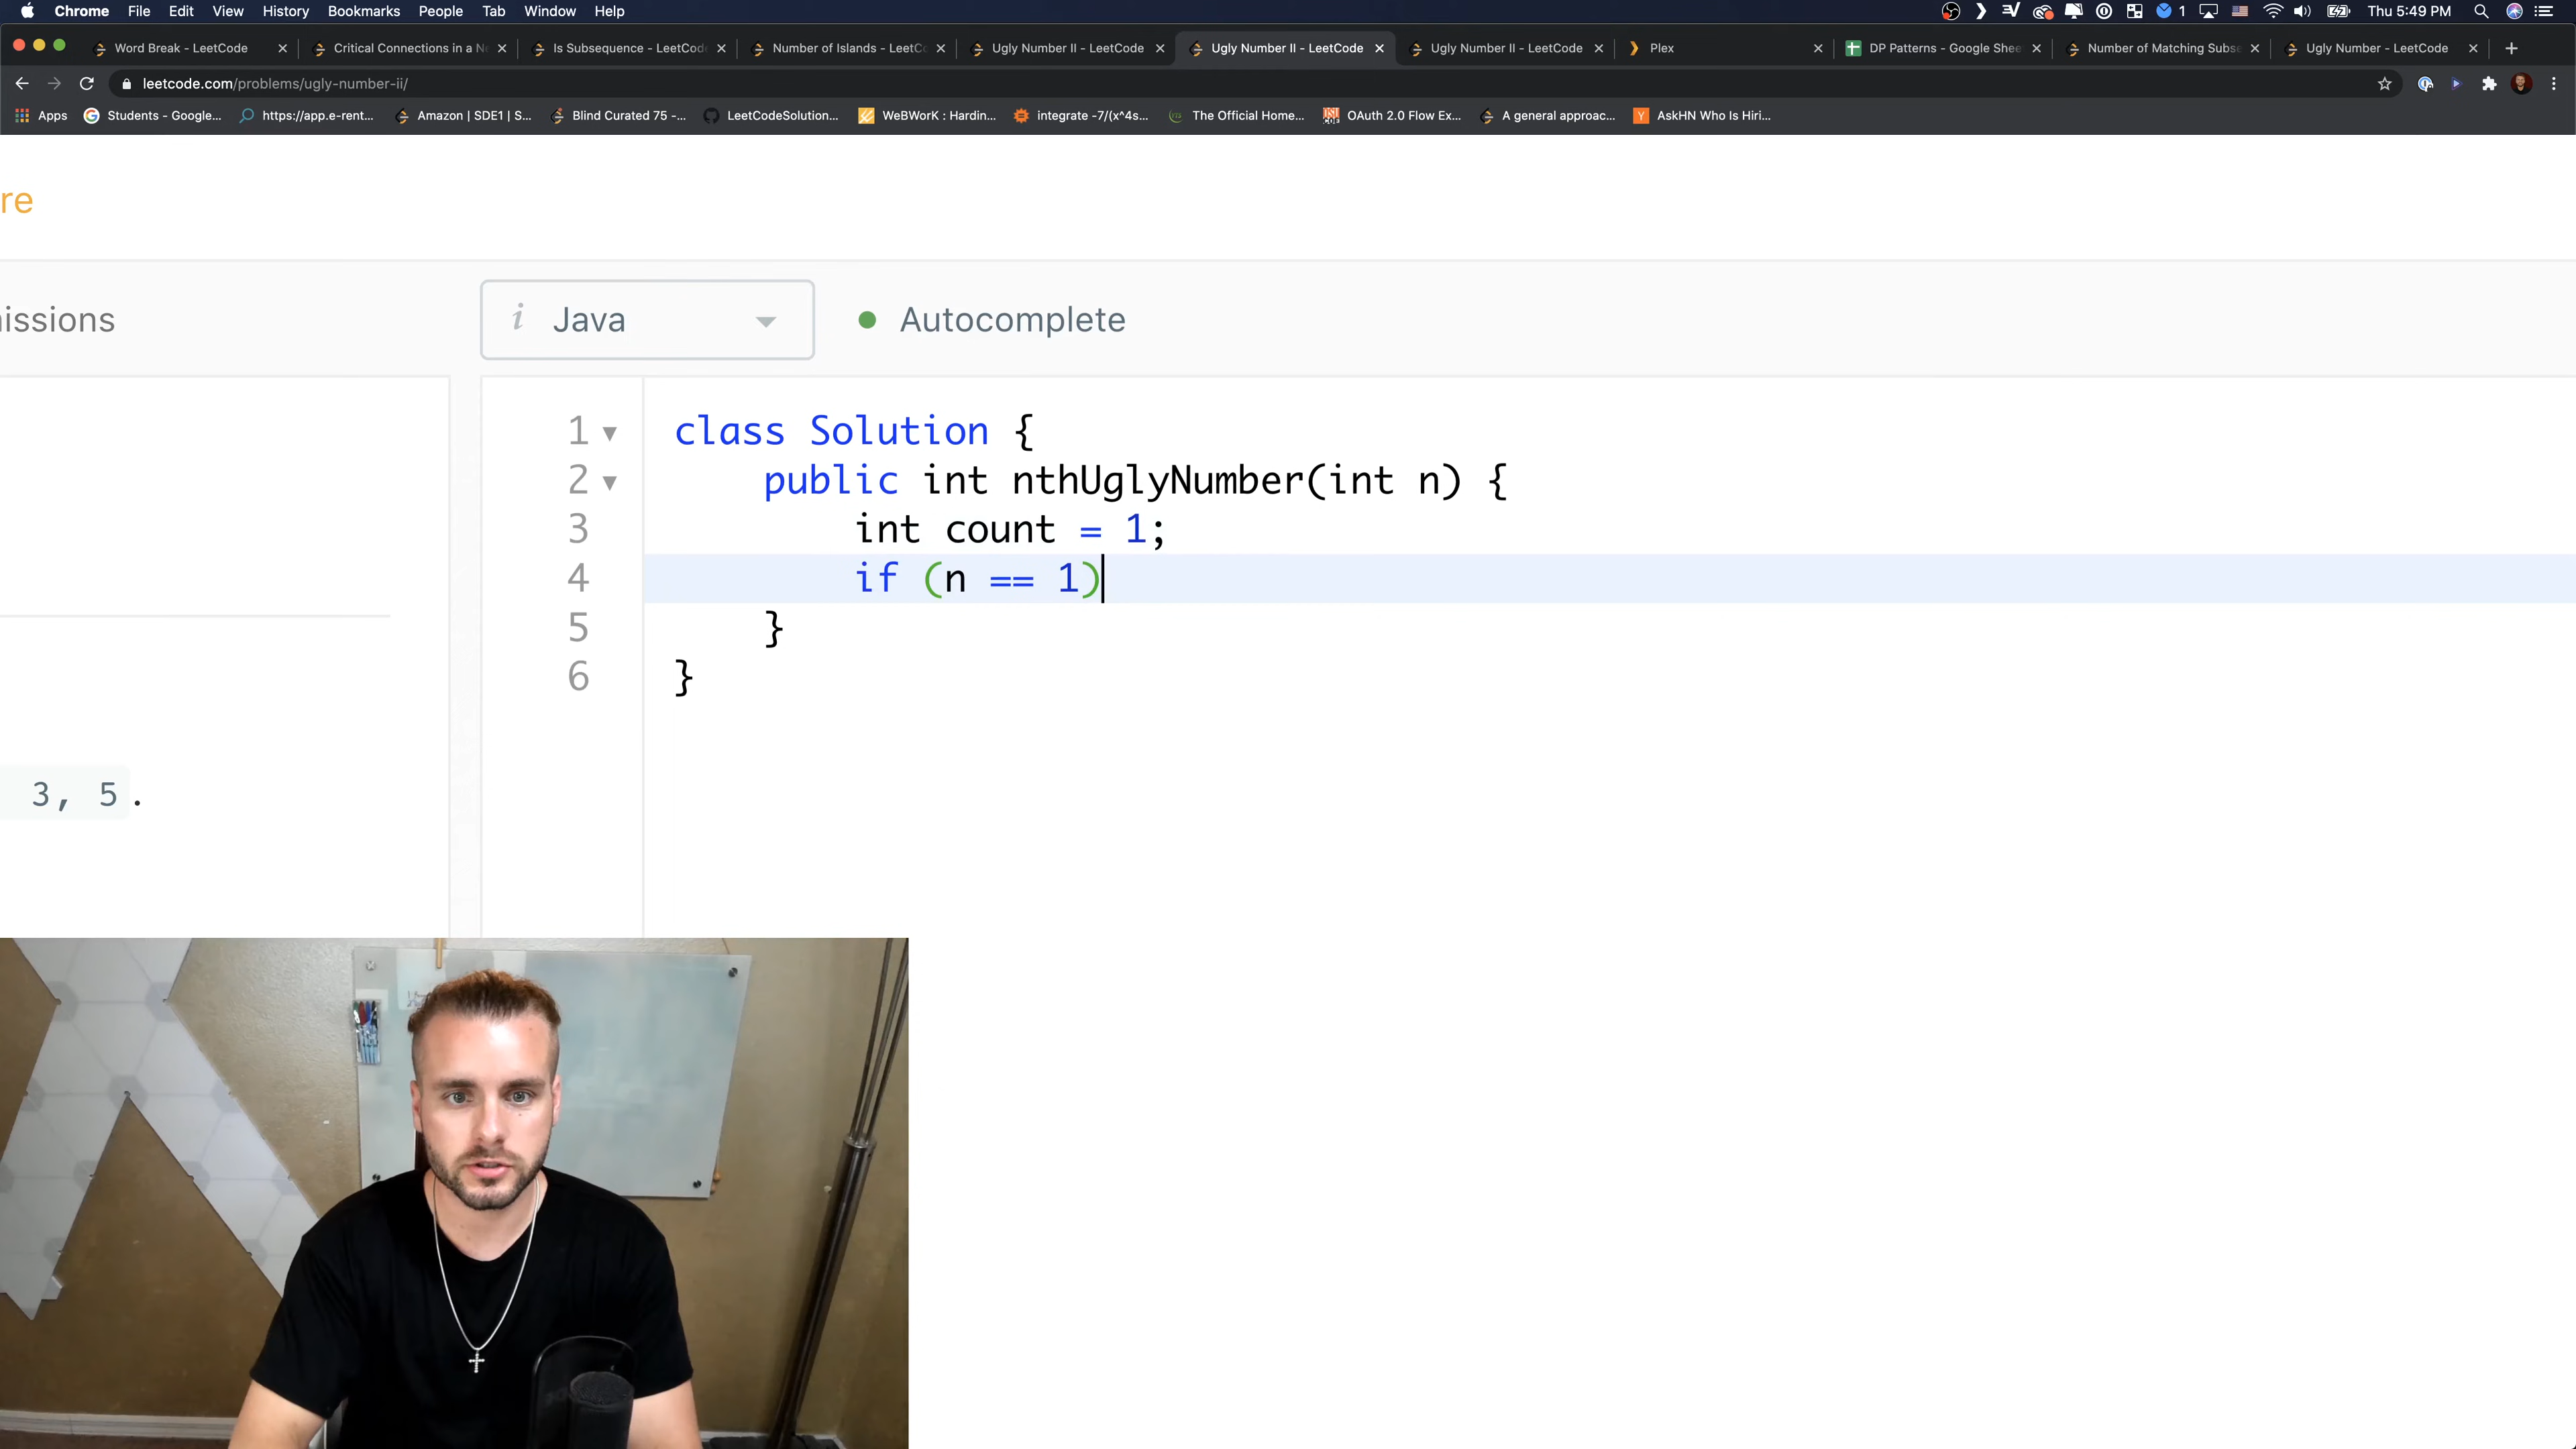 Chrome File Edit View History Bookmarks People Tab Window Help
1 Thu 5:49 PM
Word Break - LeetCode
Critical Connections in a N
Is Subsequence - LeetCode
Number of Islands - LeetCo
Ugly Number II - LeetCode
Ugly Number II - LeetCode
Ugly Number II - LeetCode
Plex
DP Patterns - Google Shee
Number of Matching Subse
Ugly Number - LeetCode
leetcode.com/problems/ugly-number-ii/
Apps
Students - Google...
https://app.e-rent...
Amazon | SDE1 | S...
Blind Curated 75 -...
LeetCodeSolution...
WeBWorK : Hardin...
integrate -7/(x^4s...
The Official Home...
OAuth 2.0 Flow Ex...
A general approac...
AskHN Who Is Hiri...
re
issions
i Java
Autocomplete
1 class Solution {
2 public int nthUglyNumber(int n) {
3 int count = 1;
4 if (n == 1)
5 }
6 }
3, 5.